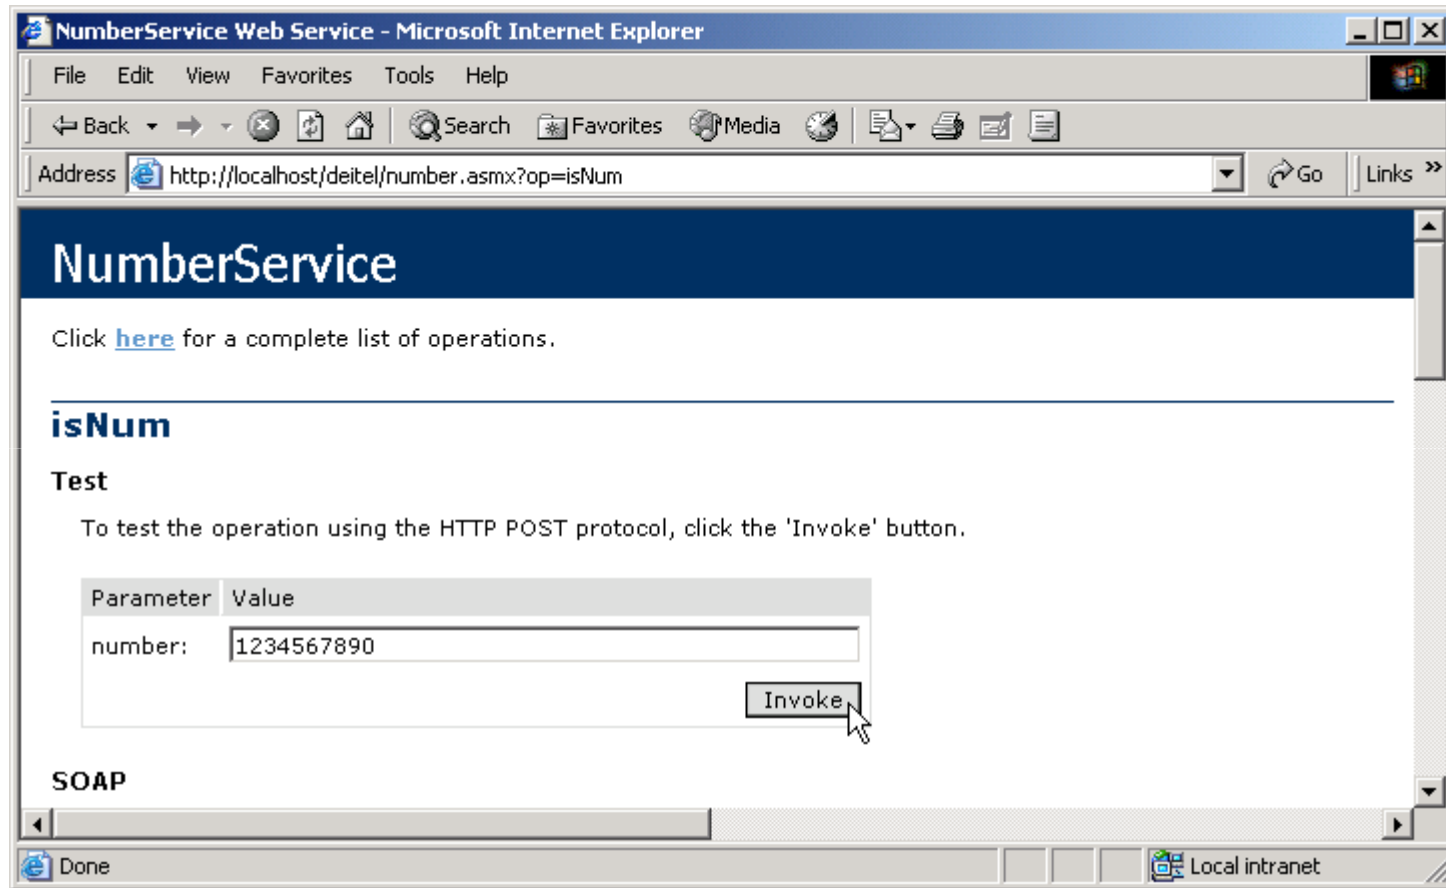 NumberService Web Service - Microsoft Internet Explorer
File Edit View Favorites Tools Help
Back Search Favorites Media
Address http://localhost/deitel/number.asmx?op=isNum Go Links »
NumberService
Click here for a complete list of operations.
isNum
Test
To test the operation using the HTTP POST protocol, click the 'Invoke' button.
Parameter Value
number: 1234567890
Invoke
SOAP
Done Local intranet